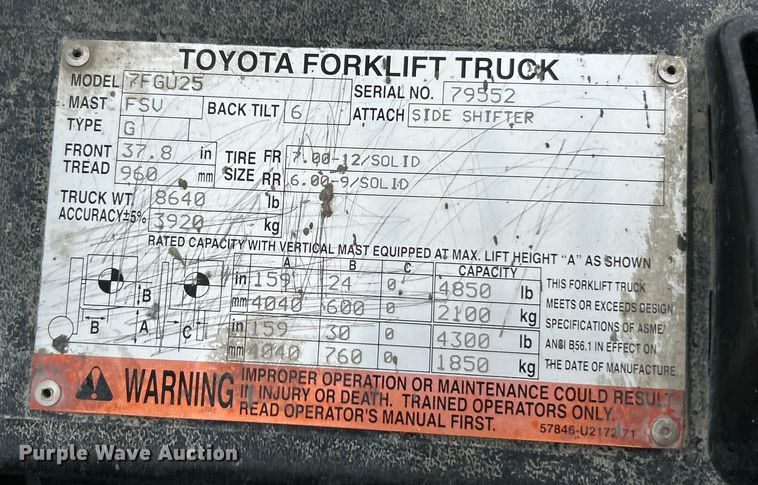 TOYOTA FORKLIFT TRUCK
MODEL 7FGU25 SERIAL NO. 79552
MAST FSV BACK TILT 6 ATTACH SIDE SHIFTER
TYPE G
FRONT TREAD 37.8 in 960 mm
TIRE SIZE FR 7.00-12/SOLID
RR 6.00-9/SOLID
TRUCK WT. 8640 lb
ACCURACY±5% 3920 kg
RATED CAPACITY WITH VERTICAL MAST EQUIPPED AT MAX. LIFT HEIGHT "A" AS SHOWN
A B C CAPACITY
in 159 24 0 4850 lb
mm 4040 600 0 2100 kg
in 159 30 0 4300 lb
mm 4040 760 0 1850 kg
B
B A C
THIS FORKLIFT TRUCK
MEETS OR EXCEEDS DESIGN
SPECIFICATIONS OF ASME/
ANSI B56.1 IN EFFECT ON
THE DATE OF MANUFACTURE
WARNING
IMPROPER OPERATION OR MAINTENANCE COULD RESULT
IN INJURY OR DEATH. TRAINED OPERATORS ONLY.
READ OPERATOR'S MANUAL FIRST.
57846-U2172-71
Purple Wave Auction